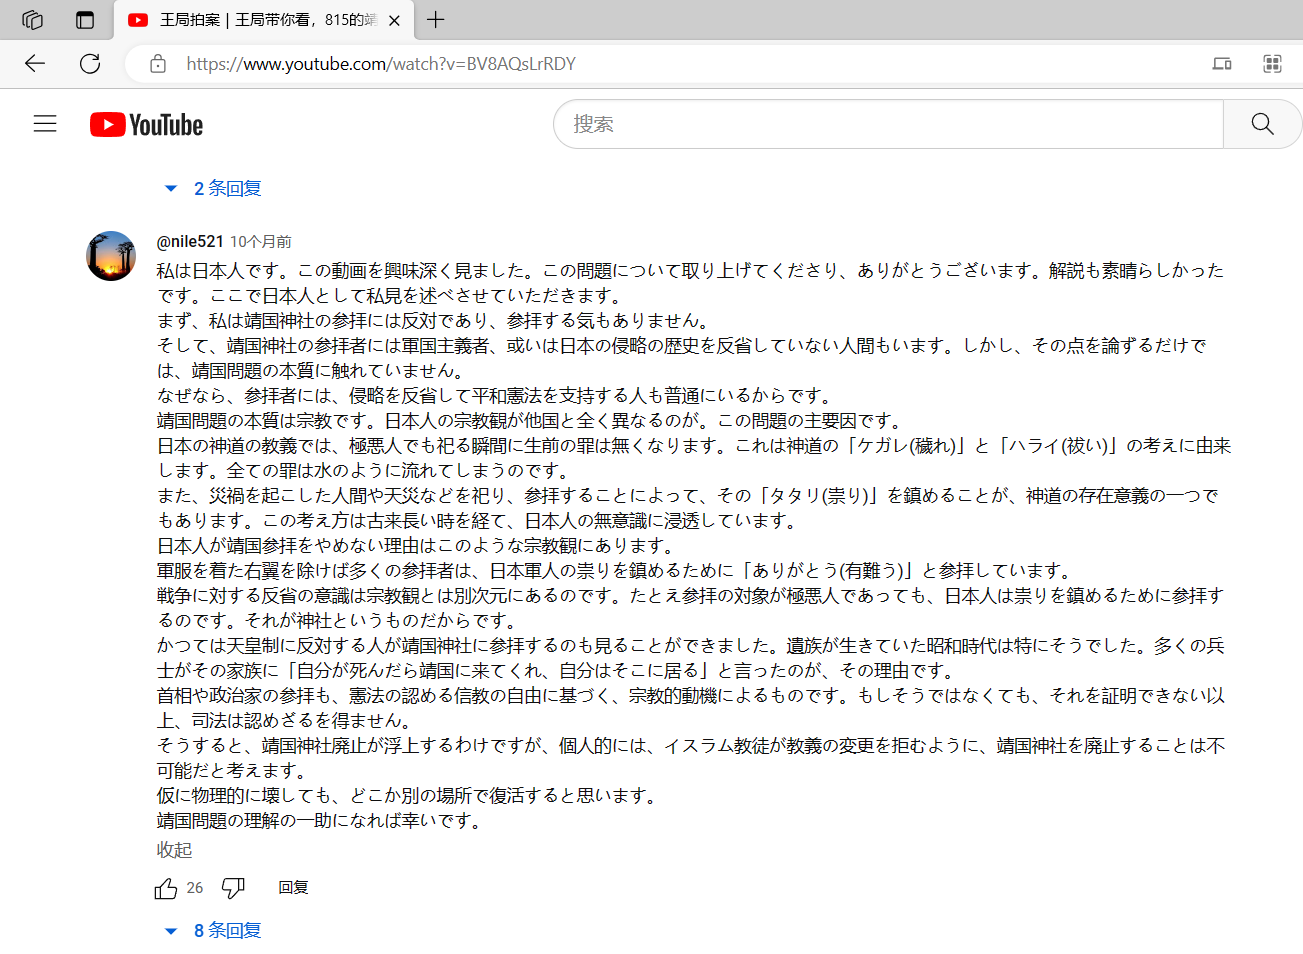 王局拍案 | 王局带你看，815的靖
https://www.youtube.com/watch?v=BV8AQsLrRDY
YouTube
搜索
2 条回复
@nile521 10个月前
私は日本人です。この動画を興味深く見ました。この問題について取り上げてくださり、ありがとうございます。解説も素晴らしかった
です。ここで日本人として私見を述べさせていただきます。
まず、私は靖国神社の参拝には反対であり、参拝する気もありません。
そして、靖国神社の参拝者には軍国主義者、或いは日本の侵略の歴史を反省していない人間もいます。しかし、その点を論ずるだけで
は、靖国問題の本質に触れていません。
なぜなら、参拝者には、侵略を反省して平和憲法を支持する人も普通にいるからです。
靖国問題の本質は宗教です。日本人の宗教観が他国と全く異なるのが。この問題の主要因です。
日本の神道の教義では、極悪人でも祀る瞬間に生前の罪は無くなります。これは神道の「ケガレ(穢れ)」と「ハライ(祓い)」の考えに由来
します。全ての罪は水のように流れてしまうのです。
また、災禍を起こした人間や天災などを祀り、参拝することによって、その「タタリ(祟り)」を鎮めることが、神道の存在意義の一つで
もあります。この考え方は古来長い時を経て、日本人の無意識に浸透しています。
日本人が靖国参拝をやめない理由はこのような宗教観にあります。
軍服を着た右翼を除けば多くの参拝者は、日本軍人の祟りを鎮めるために「ありがとう(有難う)」と参拝しています。
戦争に対する反省の意識は宗教観とは別次元にあるのです。たとえ参拝の対象が極悪人であっても、日本人は祟りを鎮めるために参拝す
るのです。それが神社というものだからです。
かつては天皇制に反対する人が靖国神社に参拝するのも見ることができました。遺族が生きていた昭和時代は特にそうでした。多くの兵
士がその家族に「自分が死んだら靖国に来てくれ、自分はそこに居る」と言ったのが、その理由です。
首相や政治家の参拝も、憲法の認める信教の自由に基づく、宗教的動機によるものです。もしそうではなくても、それを証明できない以
上、司法は認めざるを得ません。
そうすると、靖国神社廃止が浮上するわけですが、個人的には、イスラム教徒が教義の変更を拒むように、靖国神社を廃止することは不
可能だと考えます。
仮に物理的に壊しても、どこか別の場所で復活すると思います。
靖国問題の理解の一助になれば幸いです。
收起
26
回复
8 条回复